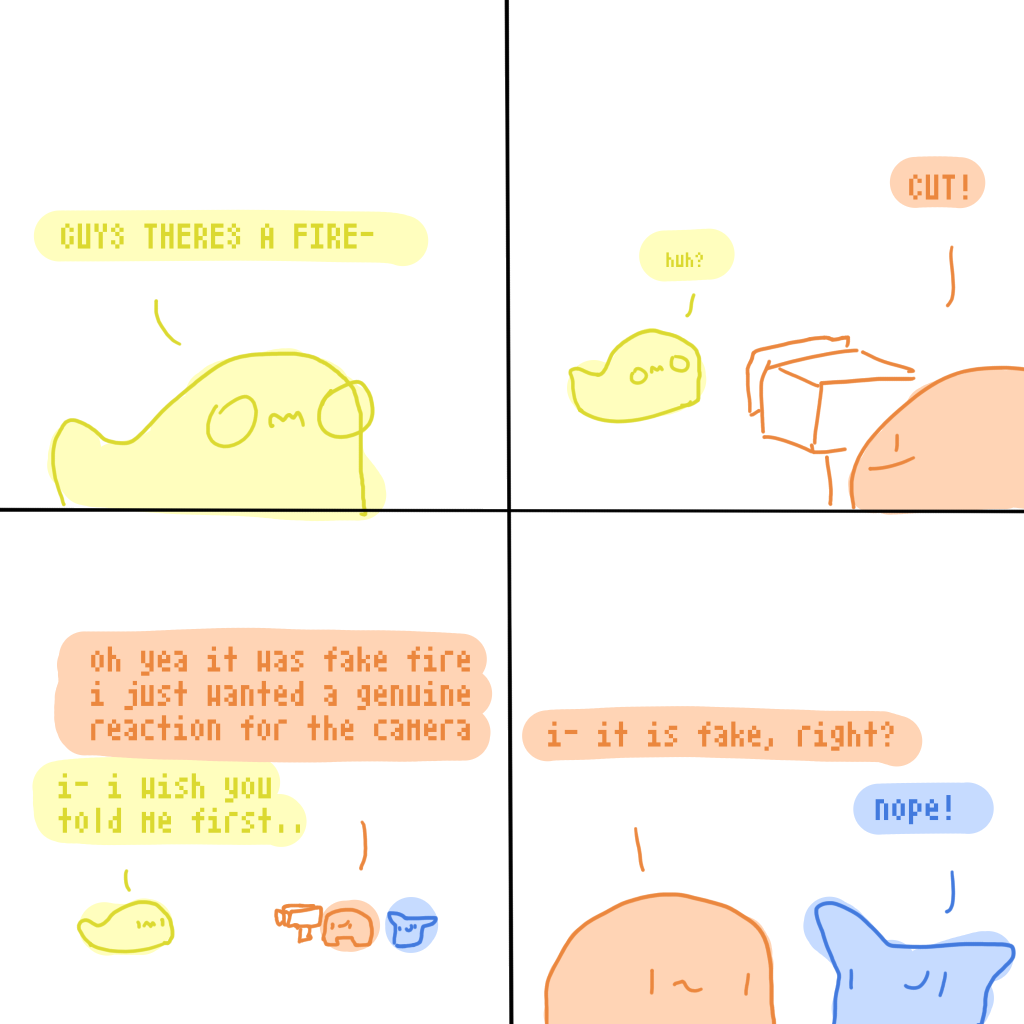 GUYS THERES A FIRE-
CUT!
huh?
oh yea it was fake fire
i just wanted a genuine
reaction for the camera
i- i wish you
told me first..
i- it is fake, right?
nope!